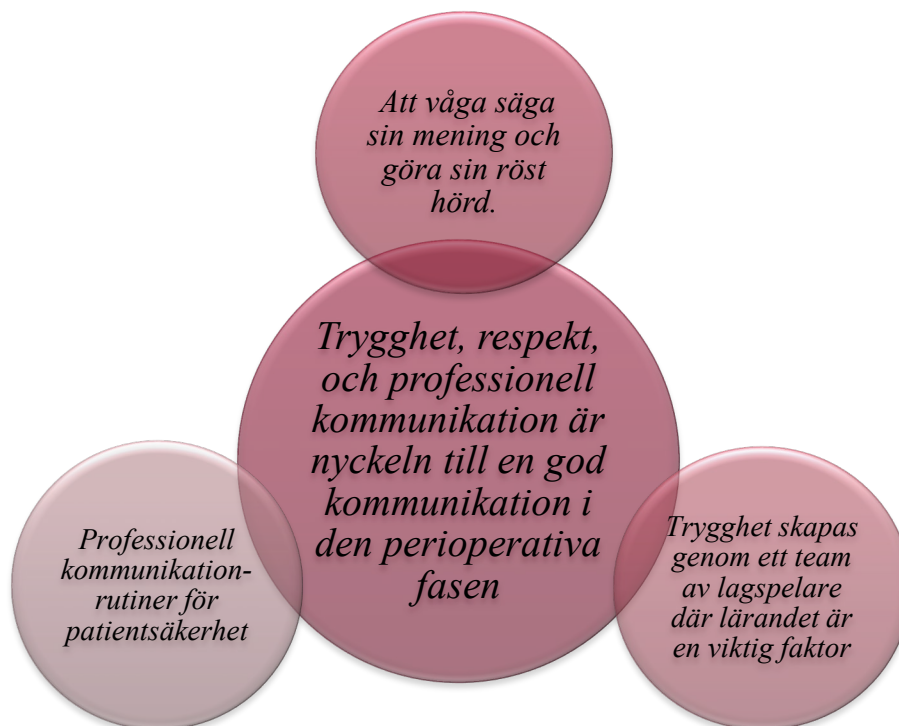 Att våga säga
sin mening och
göra sin röst
hörd.
Trygghet, respekt,
och professionell
kommunikation är
nyckeln till en god
kommunikation i
den perioperativa
fasen
Professionell
kommunikation-
rutiner för
patientsäkerhet
Trygghet skapas
genom ett team
av lagspelare
där lärandet är
en viktig faktor